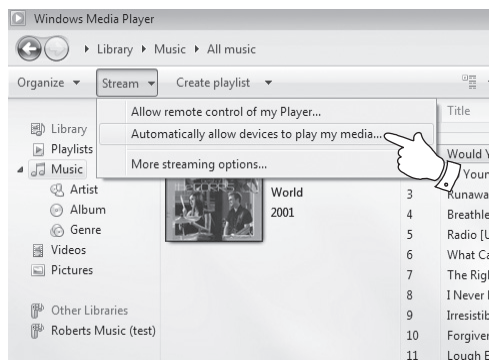 Windows Media Player
Library Music All music
Organize Stream Create playlist
Allow remote control of my Player...
Automatically allow devices to play my media...
More streaming options...
Title
Library
Playlists
Music
Artist
Album
Genre
Videos
Pictures
Other Libraries
Roberts Music (test)
World
2001
Would Y
Youn
3 Runawa
4 Breathle
5 Radio [U
6 What Ca
7 The Rig
8 I Never
9 Irresistib
10 Forgiven
11 Lough E